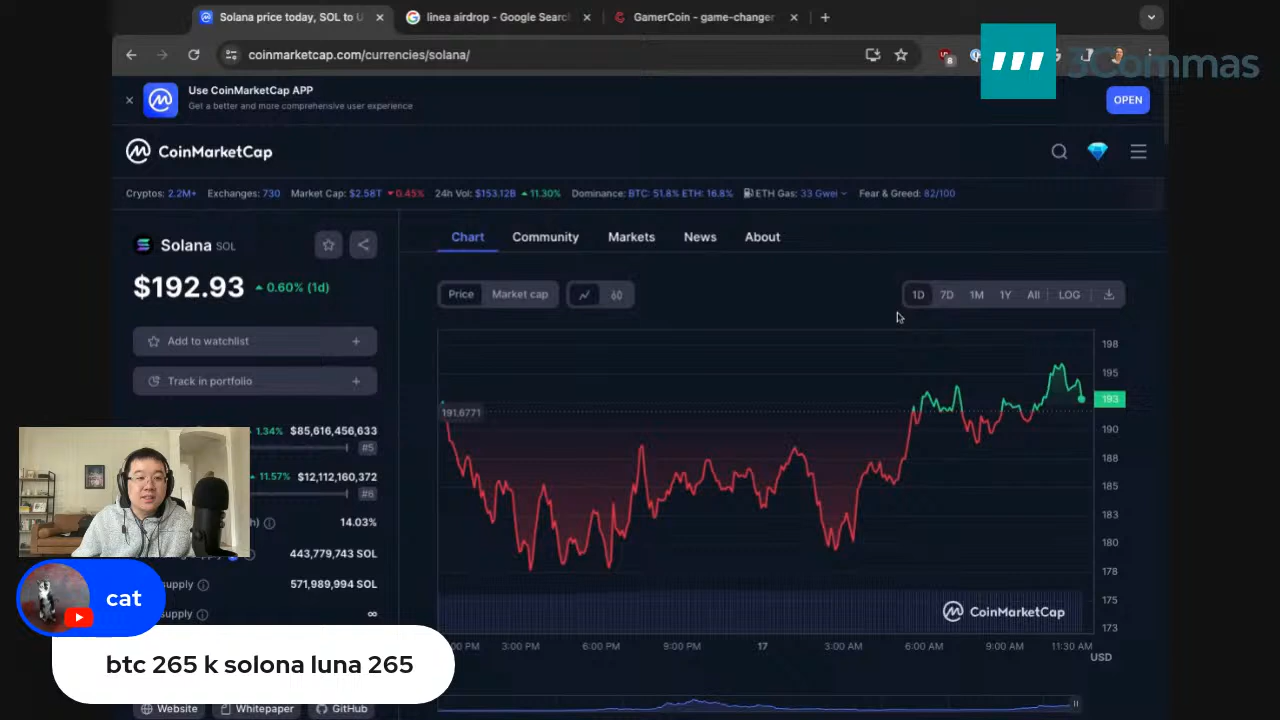 Solana price today, SOL to U
linea airdrop - Google Searc
GamerCoin - game-changer
coinmarketcap.com/currencies/solana/
8
3Commas
Use CoinMarketCap APP
Get a better and more comprehensive user experience
OPEN
CoinMarketCap
Cryptos: 2.2M+ Exchanges: 730 Market Cap: $2.58T 0.45% 24h Vol: $153.12B 11.30% Dominance: BTC: 51.8% ETH: 16.8% ETH Gas: 33 Gwei Fear & Greed: 82/100
Solana SOL
$192.93 0.60% (1d)
Add to watchlist +
Track in portfolio +
1.34% $85,616,456,633
#5
11.57% $12,112,160,372
#6
h) 14.03%
443,779,743 SOL
supply 571,989,994 SOL
supply ∞
Website Whitepaper GitHub
Chart Community Markets News About
Price Market cap
1D 7D 1M 1Y All LOG
191.6771
198
195
193
190
188
185
183
180
178
175
173
CoinMarketCap
:00 PM 3:00 PM 6:00 PM 9:00 PM 17 3:00 AM 6:00 AM 9:00 AM 11:30 AM
USD
cat
btc 265 k solona luna 265